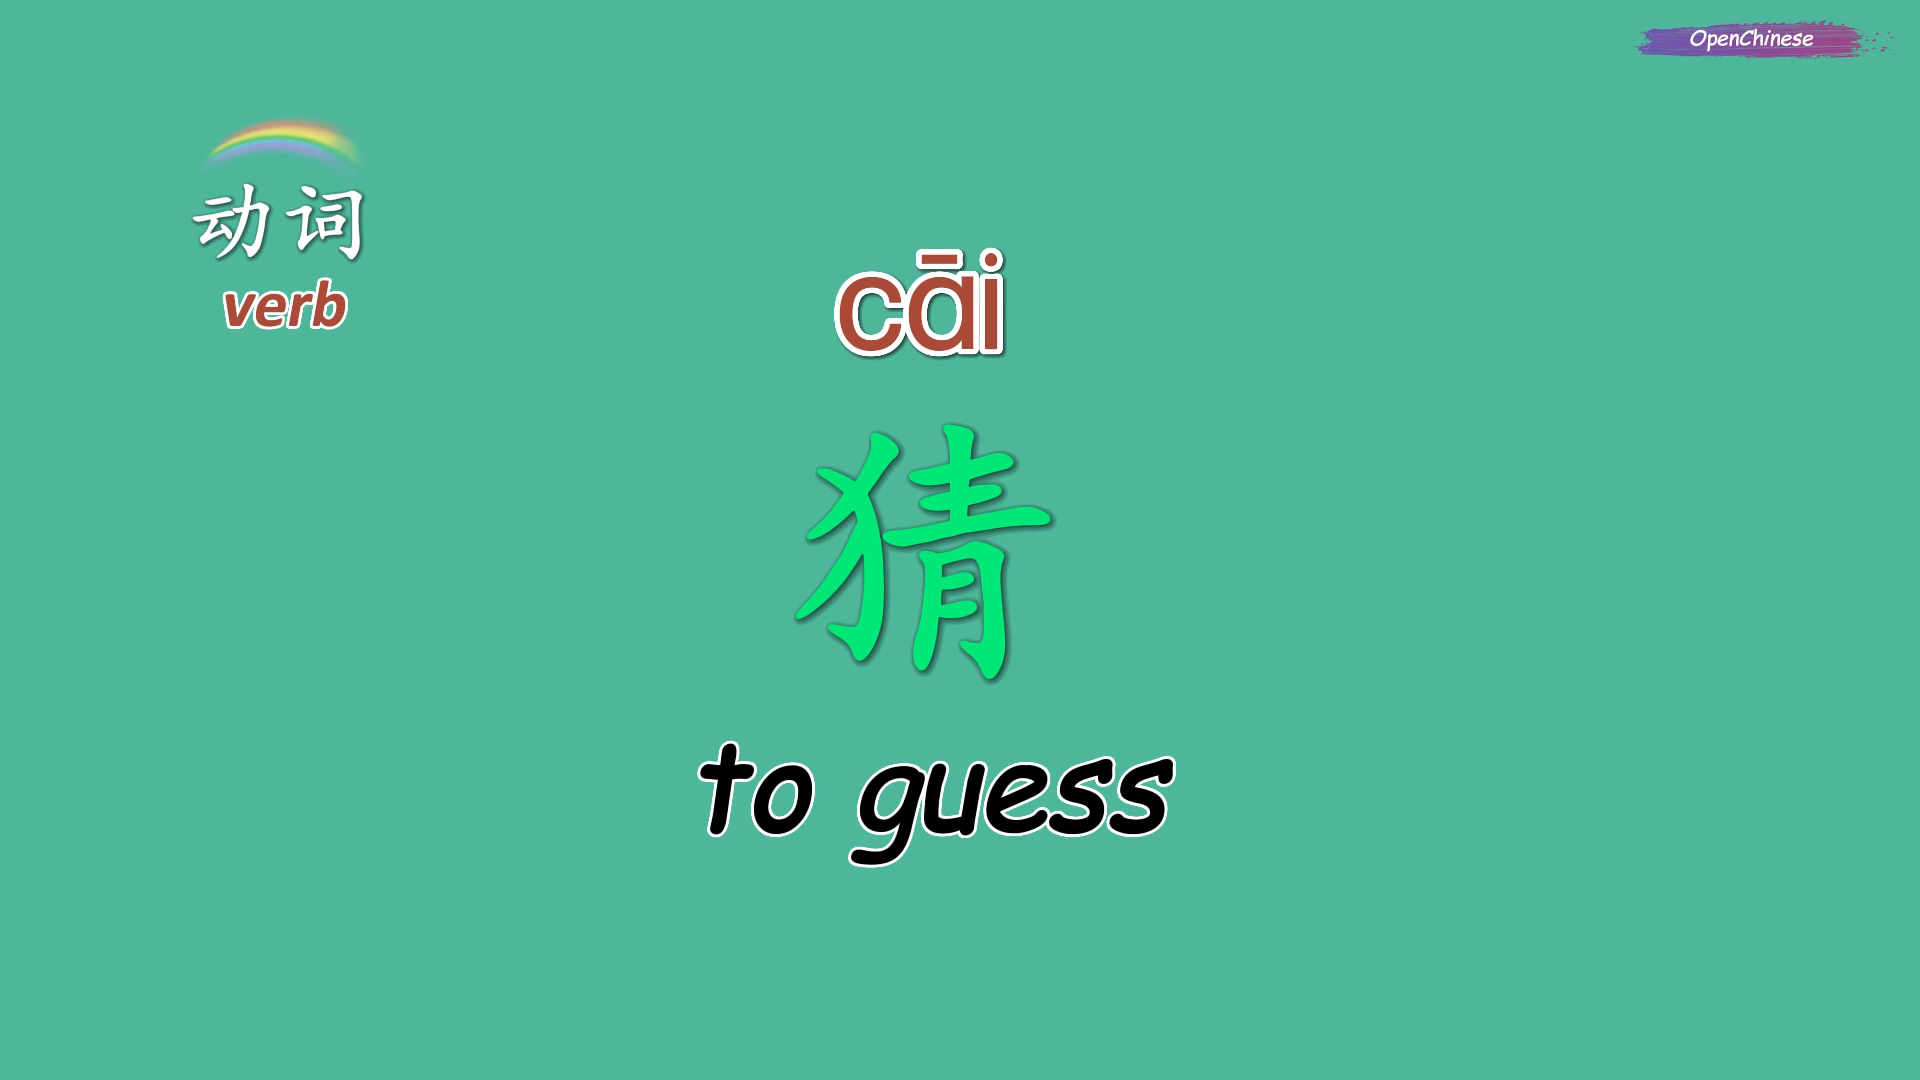 OpenChinese
动词
verb
cāi
猜
to guess